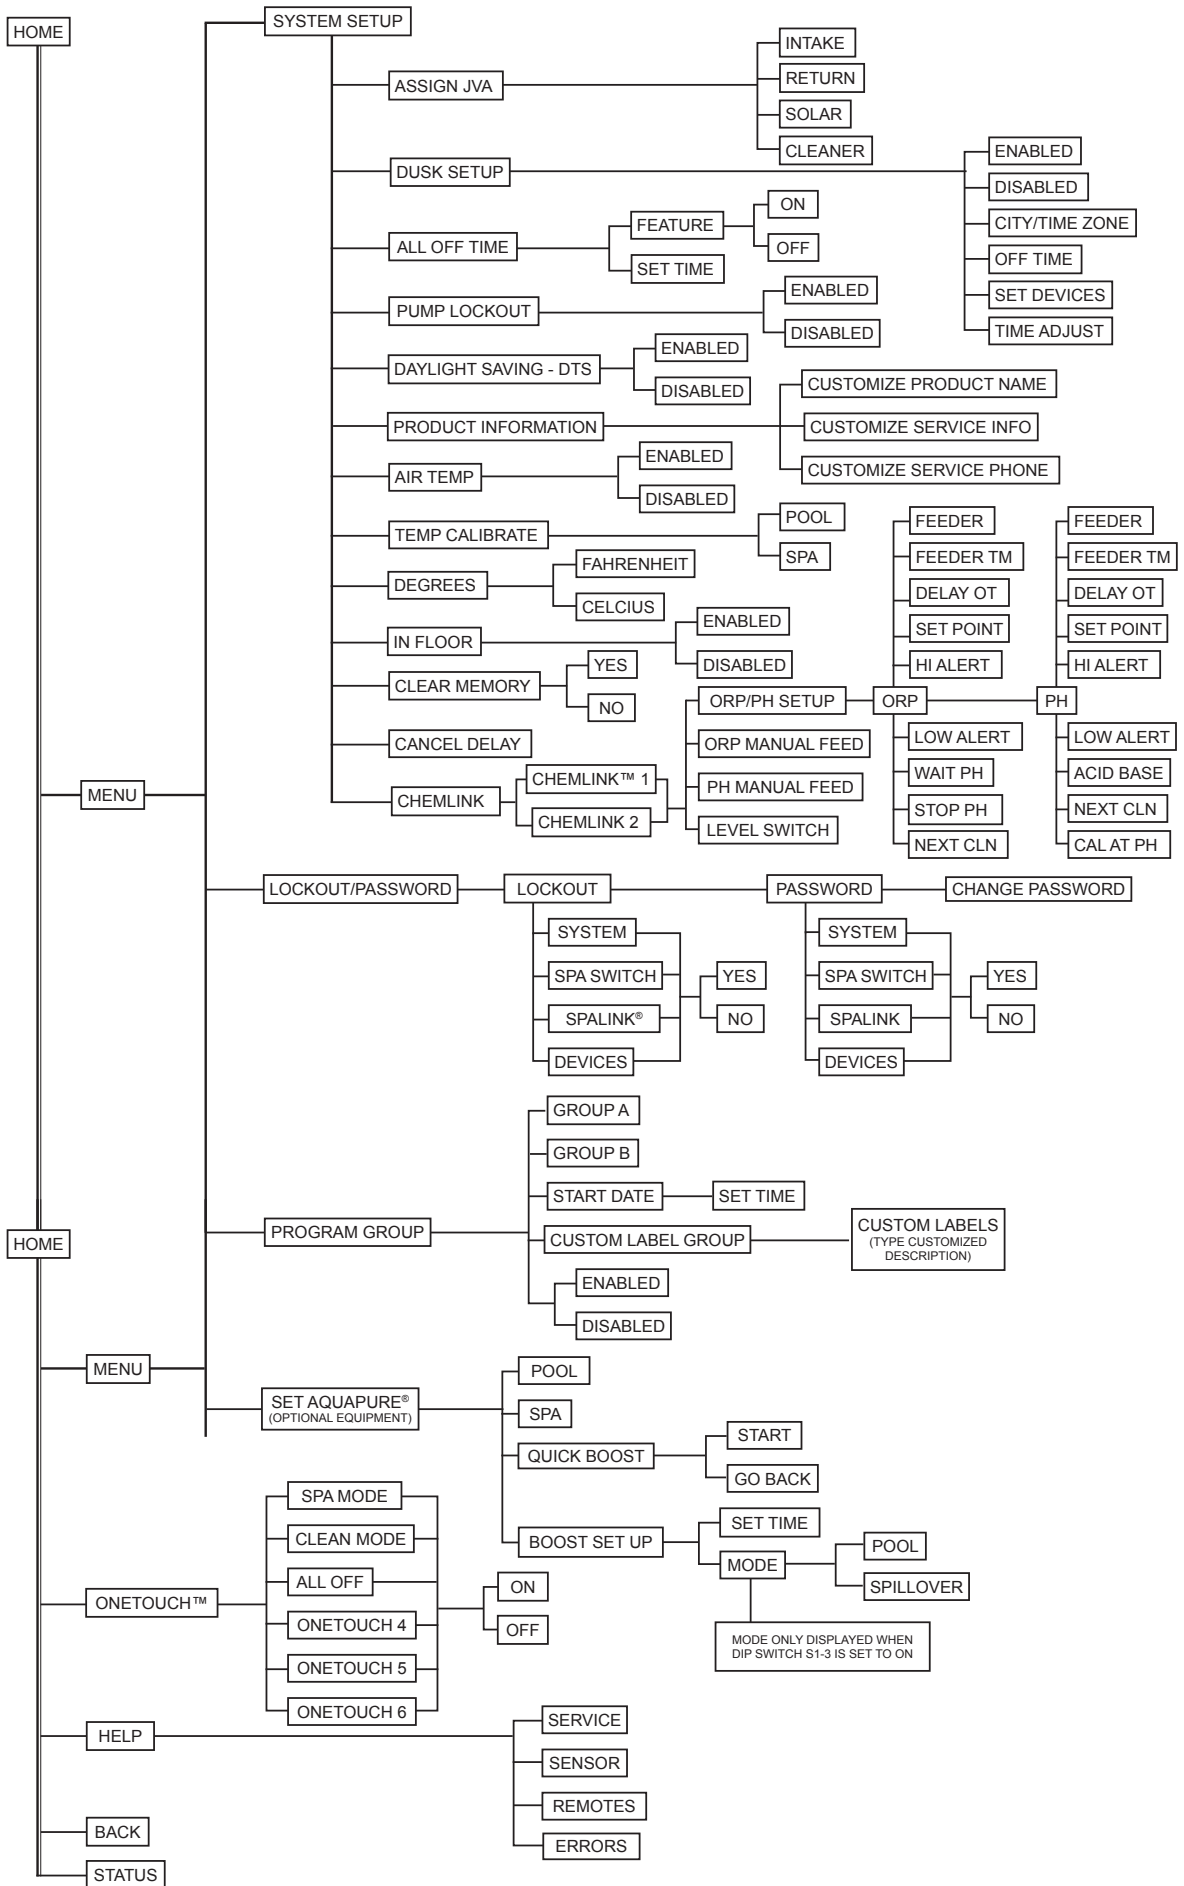 HOME
SYSTEM SETUP
ASSIGN JVA
INTAKE
RETURN
SOLAR
CLEANER
DUSK SETUP
ENABLED
DISABLED
CITY/TIME ZONE
OFF TIME
SET DEVICES
TIME ADJUST
ALL OFF TIME
FEATURE
ON
OFF
SET TIME
PUMP LOCKOUT
ENABLED
DISABLED
DAYLIGHT SAVING - DTS
ENABLED
DISABLED
PRODUCT INFORMATION
CUSTOMIZE PRODUCT NAME
CUSTOMIZE SERVICE INFO
CUSTOMIZE SERVICE PHONE
AIR TEMP
ENABLED
DISABLED
TEMP CALIBRATE
POOL
SPA
DEGREES
FAHRENHEIT
CELCIUS
IN FLOOR
ENABLED
DISABLED
CLEAR MEMORY
YES
NO
CANCEL DELAY
MENU
CHEMLINK
CHEMLINK™ 1
CHEMLINK 2
ORP/PH SETUP
ORP MANUAL FEED
PH MANUAL FEED
LEVEL SWITCH
ORP
FEEDER
FEEDER TM
DELAY OT
SET POINT
HI ALERT
LOW ALERT
WAIT PH
STOP PH
NEXT CLN
PH
FEEDER
FEEDER TM
DELAY OT
SET POINT
HI ALERT
LOW ALERT
ACID BASE
NEXT CLN
CAL AT PH
LOCKOUT/PASSWORD
LOCKOUT
PASSWORD
CHANGE PASSWORD
SYSTEM
SPA SWITCH
SPALINK®
DEVICES
YES
NO
SYSTEM
SPA SWITCH
SPALINK
DEVICES
YES
NO
HOME
PROGRAM GROUP
GROUP A
GROUP B
START DATE
SET TIME
CUSTOM LABEL GROUP
CUSTOM LABELS
(TYPE CUSTOMIZED
DESCRIPTION)
ENABLED
DISABLED
MENU
SET AQUAPURE®
(OPTIONAL EQUIPMENT)
POOL
SPA
QUICK BOOST
START
GO BACK
BOOST SET UP
SET TIME
MODE
POOL
SPILLOVER
MODE ONLY DISPLAYED WHEN
DIP SWITCH S1-3 IS SET TO ON
ONETOUCH™
SPA MODE
CLEAN MODE
ALL OFF
ONETOUCH 4
ONETOUCH 5
ONETOUCH 6
ON
OFF
HELP
SERVICE
SENSOR
REMOTES
ERRORS
BACK
STATUS